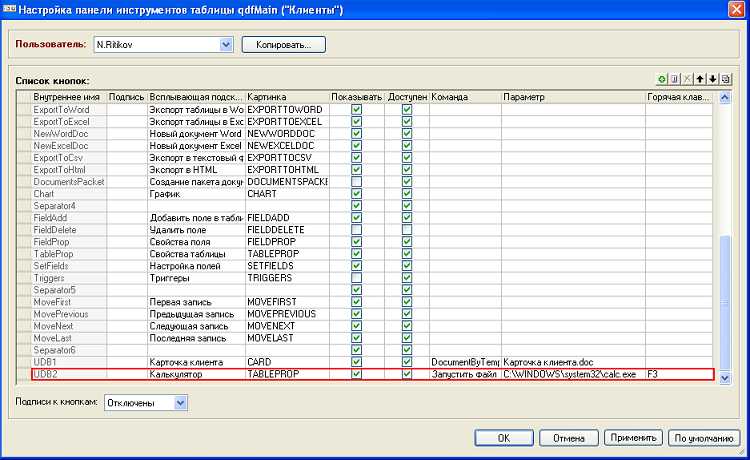 Настройка панели инструментов таблицы qdfMain ("Клиенты")
Пользователь: N.Ritikov Копировать...
Список кнопок:
Внутреннее имя Подпись Всплывающая подск... Картинка Показывать Доступен Команда Параметр Горячая клав...
ExportToWord Экспорт таблицы в Wo EXPORTTOWORD
ExportToExcel Экспорт таблицы в Exc EXPORTTOEXCEL
NewWordDoc Новый документ Word NEWWORDDOC
NewExcelDoc Новый документ Excel NEWEXCELDOC
ExportToCsv Экспорт в текстовый ф EXPORTTOCSV
ExportToHtml Экспорт в HTML EXPORTTOHTML
DocumentsPacket Создание пакета докум DOCUMENTSPACKE
Chart График CHART
Separator4
FieldAdd Добавить поле в табли FIELDADD
FieldDelete Удалить поле FIELDDELETE
FieldProp Свойства поля FIELDPROP
TableProp Свойства таблицы TABLEPROP
SetFields Настройка полей SETFIELDS
Triggers Триггеры TRIGGERS
Separator5
MoveFirst Первая запись MOVEFIRST
MovePrevious Предыдущая запись MOVEPREVIOUS
MoveNext Следующая запись MOVENEXT
MoveLast Последняя запись MOVELAST
Separator6
UDB1 Карточка клиента CARD DocumentByTemp Карточка клиента.doc
UDB2 Калькулятор TABLEPROP Запустить файл C:\WINDOWS\system32\calc.exe F3
Подписи к кнопкам: Отключены
OK Отмена Применить По умолчанию